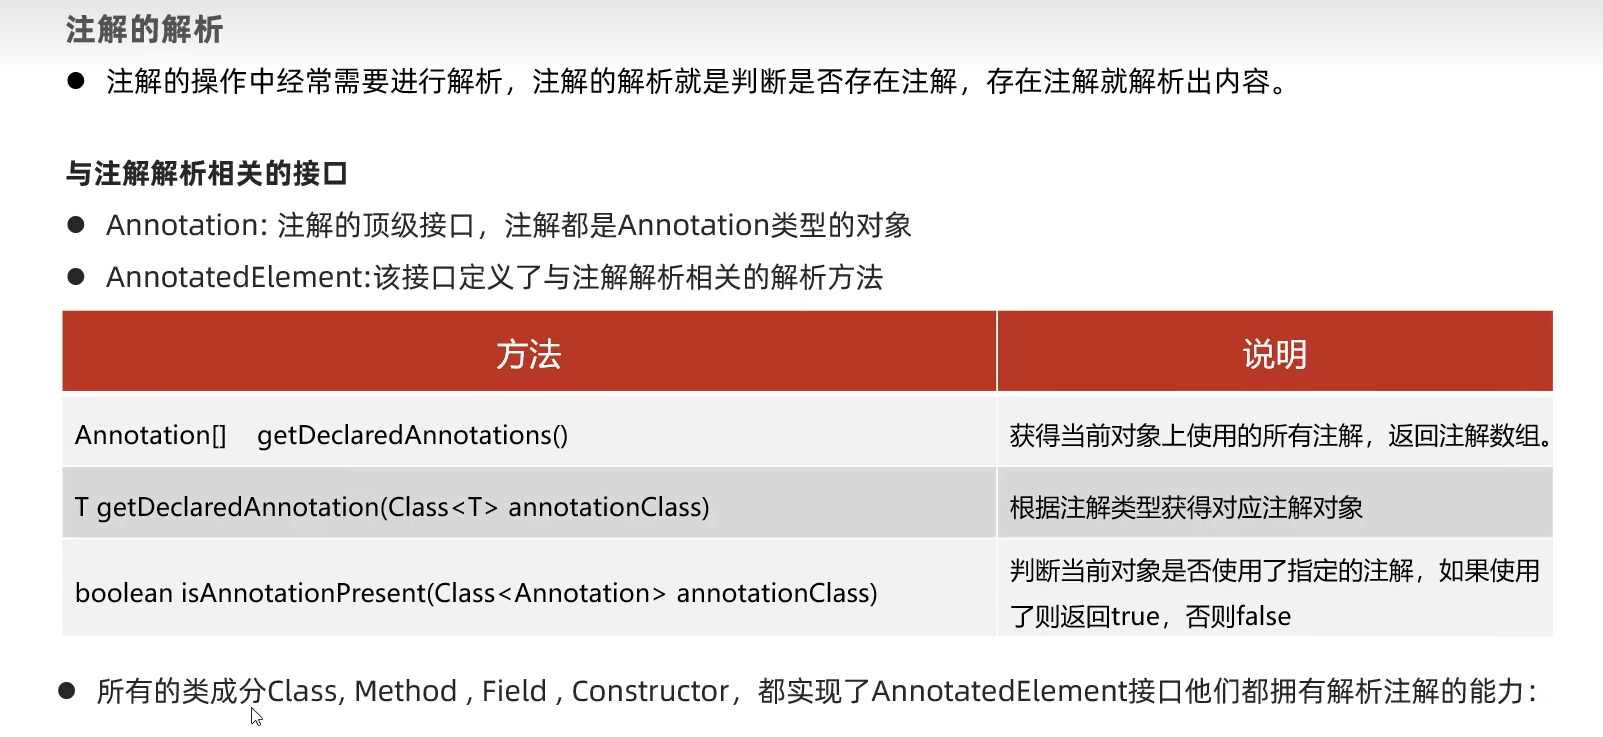 注解的解析
● 注解的操作中经常需要进行解析，注解的解析就是判断是否存在注解，存在注解就解析出内容。
与注解解析相关的接口
● Annotation: 注解的顶级接口，注解都是Annotation类型的对象
● AnnotatedElement:该接口定义了与注解解析相关的解析方法
方法 说明
Annotation[] getDeclaredAnnotations() 获得当前对象上使用的所有注解，返回注解数组。
T getDeclaredAnnotation(Class<T> annotationClass) 根据注解类型获得对应注解对象
boolean isAnnotationPresent(Class<Annotation> annotationClass) 判断当前对象是否使用了指定的注解，如果使用
了则返回true，否则false
● 所有的类成分Class, Method , Field , Constructor，都实现了AnnotatedElement接口他们都拥有解析注解的能力：